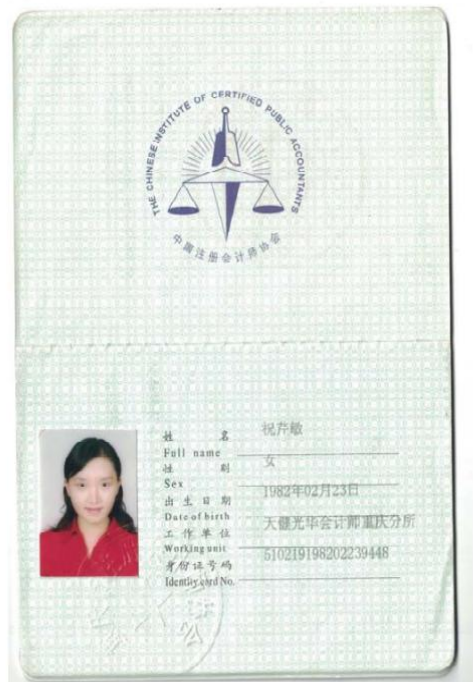 THE CHINESE INSTITUTE OF CERTIFIED PUBLIC ACCOUNTANTS
中国注册会计师协会
姓 名 祝芹敏
Full name
性 别 女
Sex
出生日期 1982年02月23日
Date of birth
工作单位 天健光华会计师重庆分所
Working unit
身份证号码 510219198202239448
Identity card No.